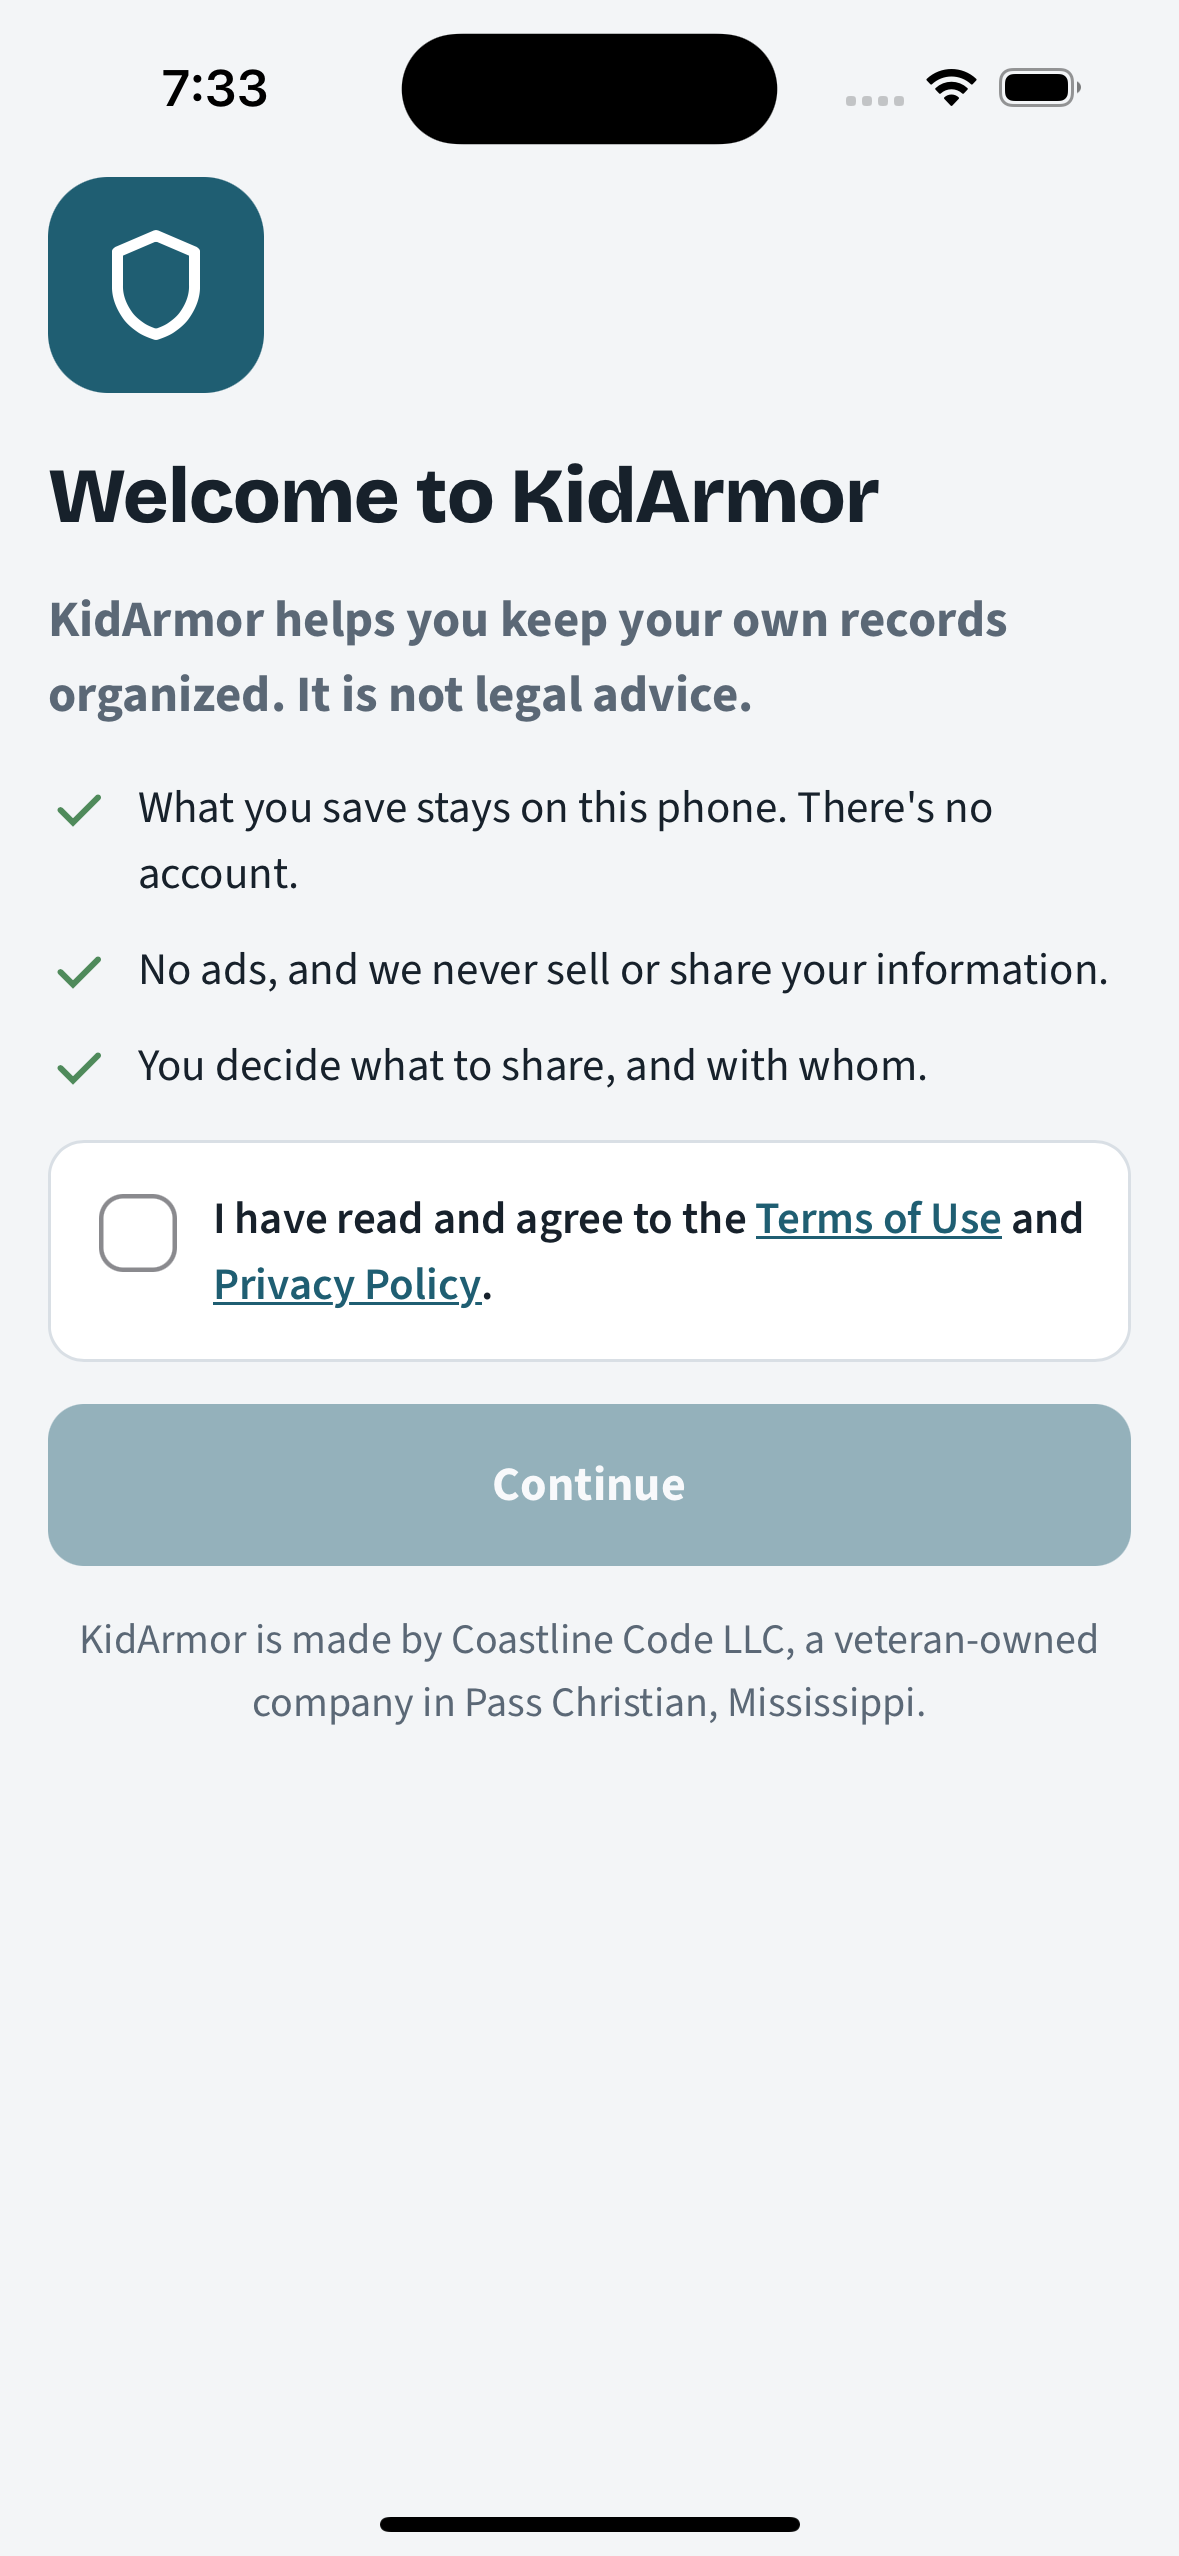 7:33
Welcome to KidArmor
KidArmor helps you keep your own records
organized. It is not legal advice.
What you save stays on this phone. There's no
account.
No ads, and we never sell or share your information.
You decide what to share, and with whom.
I have read and agree to the Terms of Use and
Privacy Policy.
Continue
KidArmor is made by Coastline Code LLC, a veteran-owned
company in Pass Christian, Mississippi.